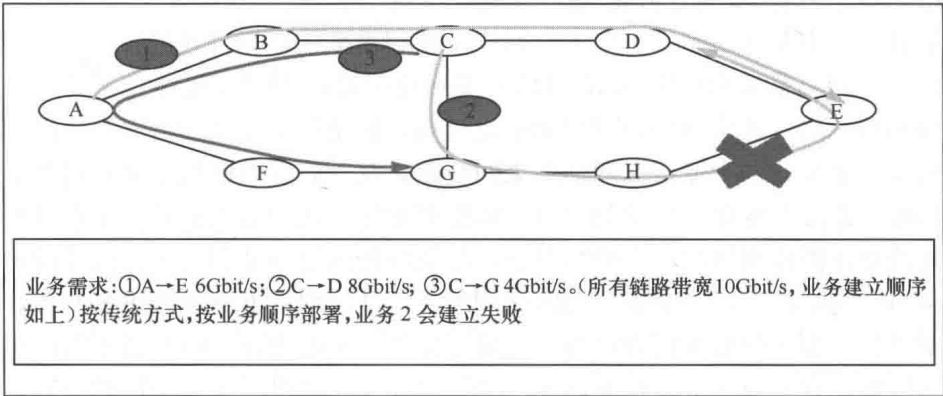 B
C
D
1
3
A
2
E
F
G
H
业务需求:①A→E 6Gbit/s;②C→D 8Gbit/s; ③C→G 4Gbit/s。(所有链路带宽10Gbit/s, 业务建立顺序
如上)按传统方式,按业务顺序部署,业务2会建立失败